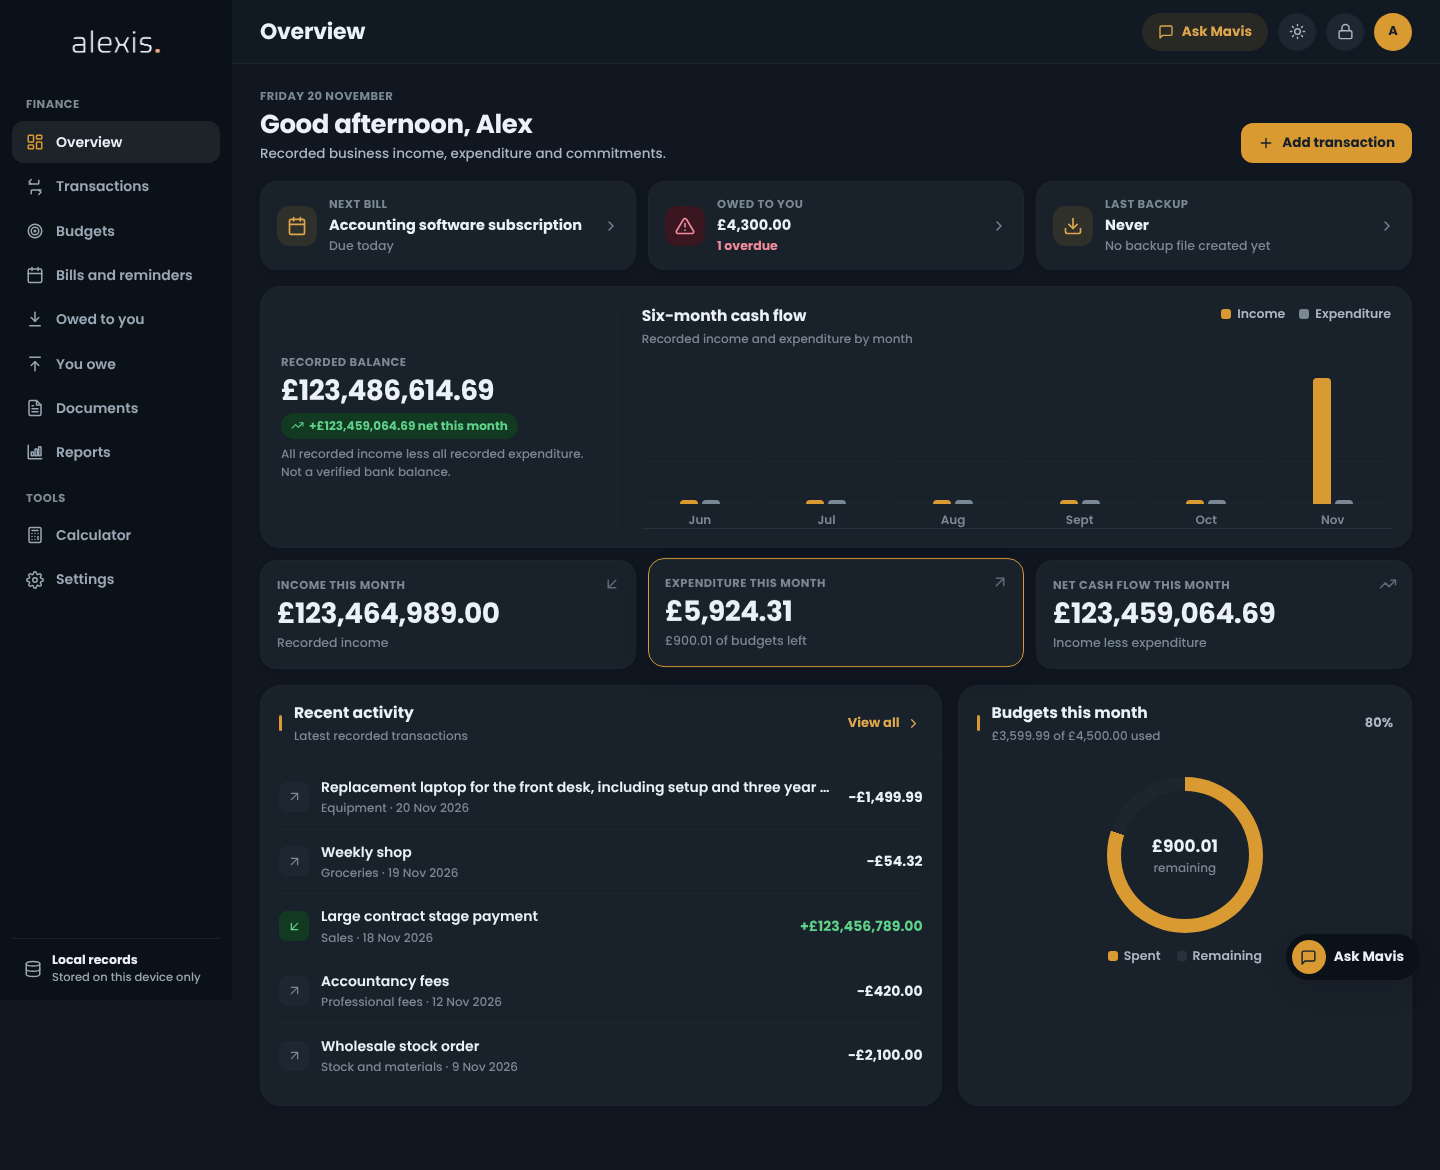 alexis.
FINANCE
Overview
Transactions
Budgets
Bills and reminders
Owed to you
You owe
Documents
Reports
TOOLS
Calculator
Settings
Local records
Stored on this device only
Overview
Ask Mavis
A
FRIDAY 20 NOVEMBER
Good afternoon, Alex
Recorded business income, expenditure and commitments.
Add transaction
NEXT BILL
Accounting software subscription
Due today
OWED TO YOU
£4,300.00
1 overdue
LAST BACKUP
Never
No backup file created yet
RECORDED BALANCE
£123,486,614.69
+£123,459,064.69 net this month
All recorded income less all recorded expenditure.
Not a verified bank balance.
Six-month cash flow
Recorded income and expenditure by month
Income
Expenditure
Jun
Jul
Aug
Sept
Oct
Nov
INCOME THIS MONTH
£123,464,989.00
Recorded income
EXPENDITURE THIS MONTH
£5,924.31
£900.01 of budgets left
NET CASH FLOW THIS MONTH
£123,459,064.69
Income less expenditure
Recent activity
Latest recorded transactions
View all
Replacement laptop for the front desk, including setup and three year ...
Equipment · 20 Nov 2026
-£1,499.99
Weekly shop
Groceries · 19 Nov 2026
-£54.32
Large contract stage payment
Sales · 18 Nov 2026
+£123,456,789.00
Accountancy fees
Professional fees · 12 Nov 2026
-£420.00
Wholesale stock order
Stock and materials · 9 Nov 2026
-£2,100.00
Budgets this month
£3,599.99 of £4,500.00 used
80%
£900.01
remaining
Spent
Remaining
Ask Mavis